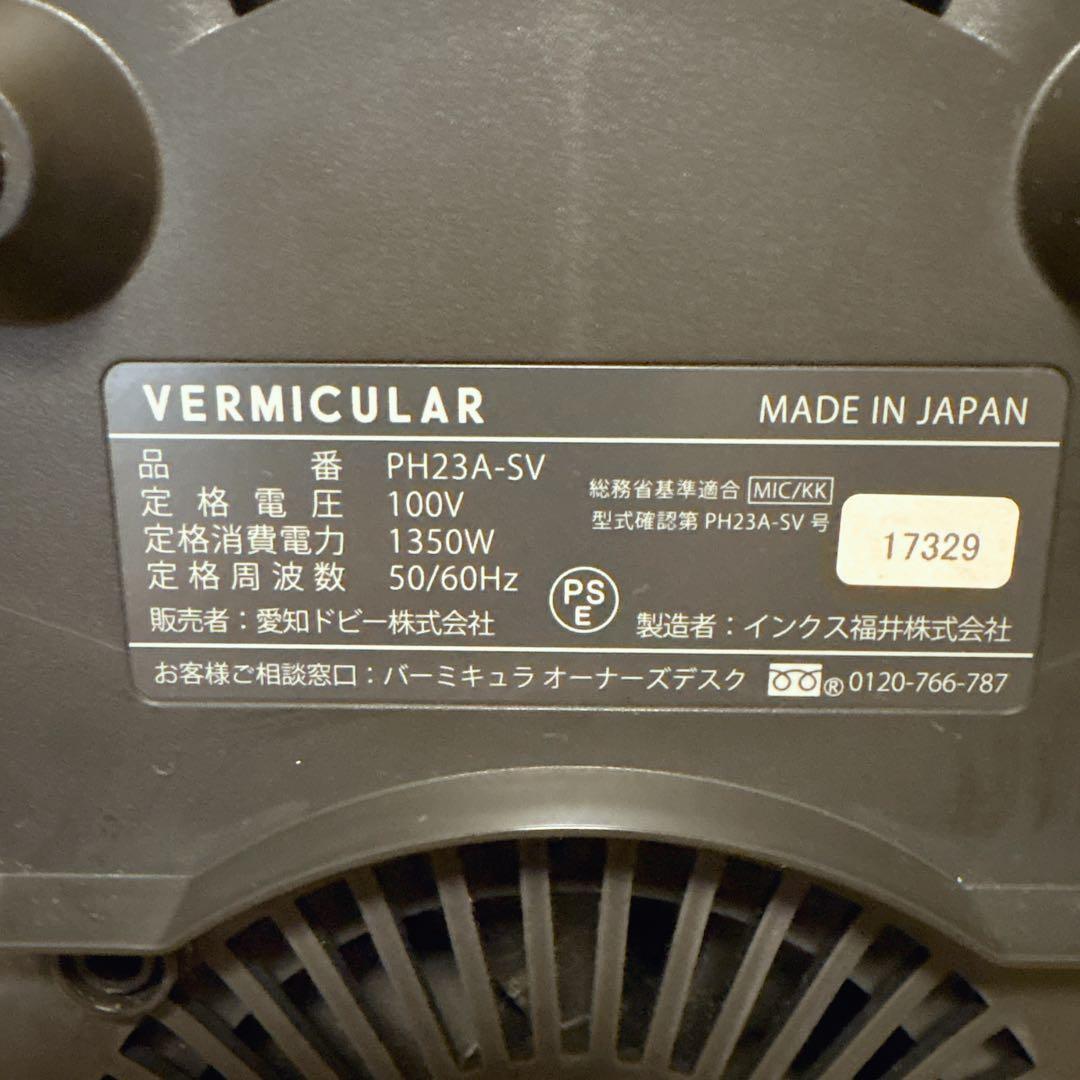 VERMICULAR MADE IN JAPAN
品番 PH23A-SV
定格電圧 100V
定格消費電力 1350W
定格周波数 50/60Hz
総務省基準適合 MIC/KK
型式確認第 PH23A-SV 号
17329
PSE
販売者：愛知ドビー株式会社 製造者：インクス福井株式会社
お客様ご相談窓口：バーミキュラ オーナーズデスク ®0120-766-787